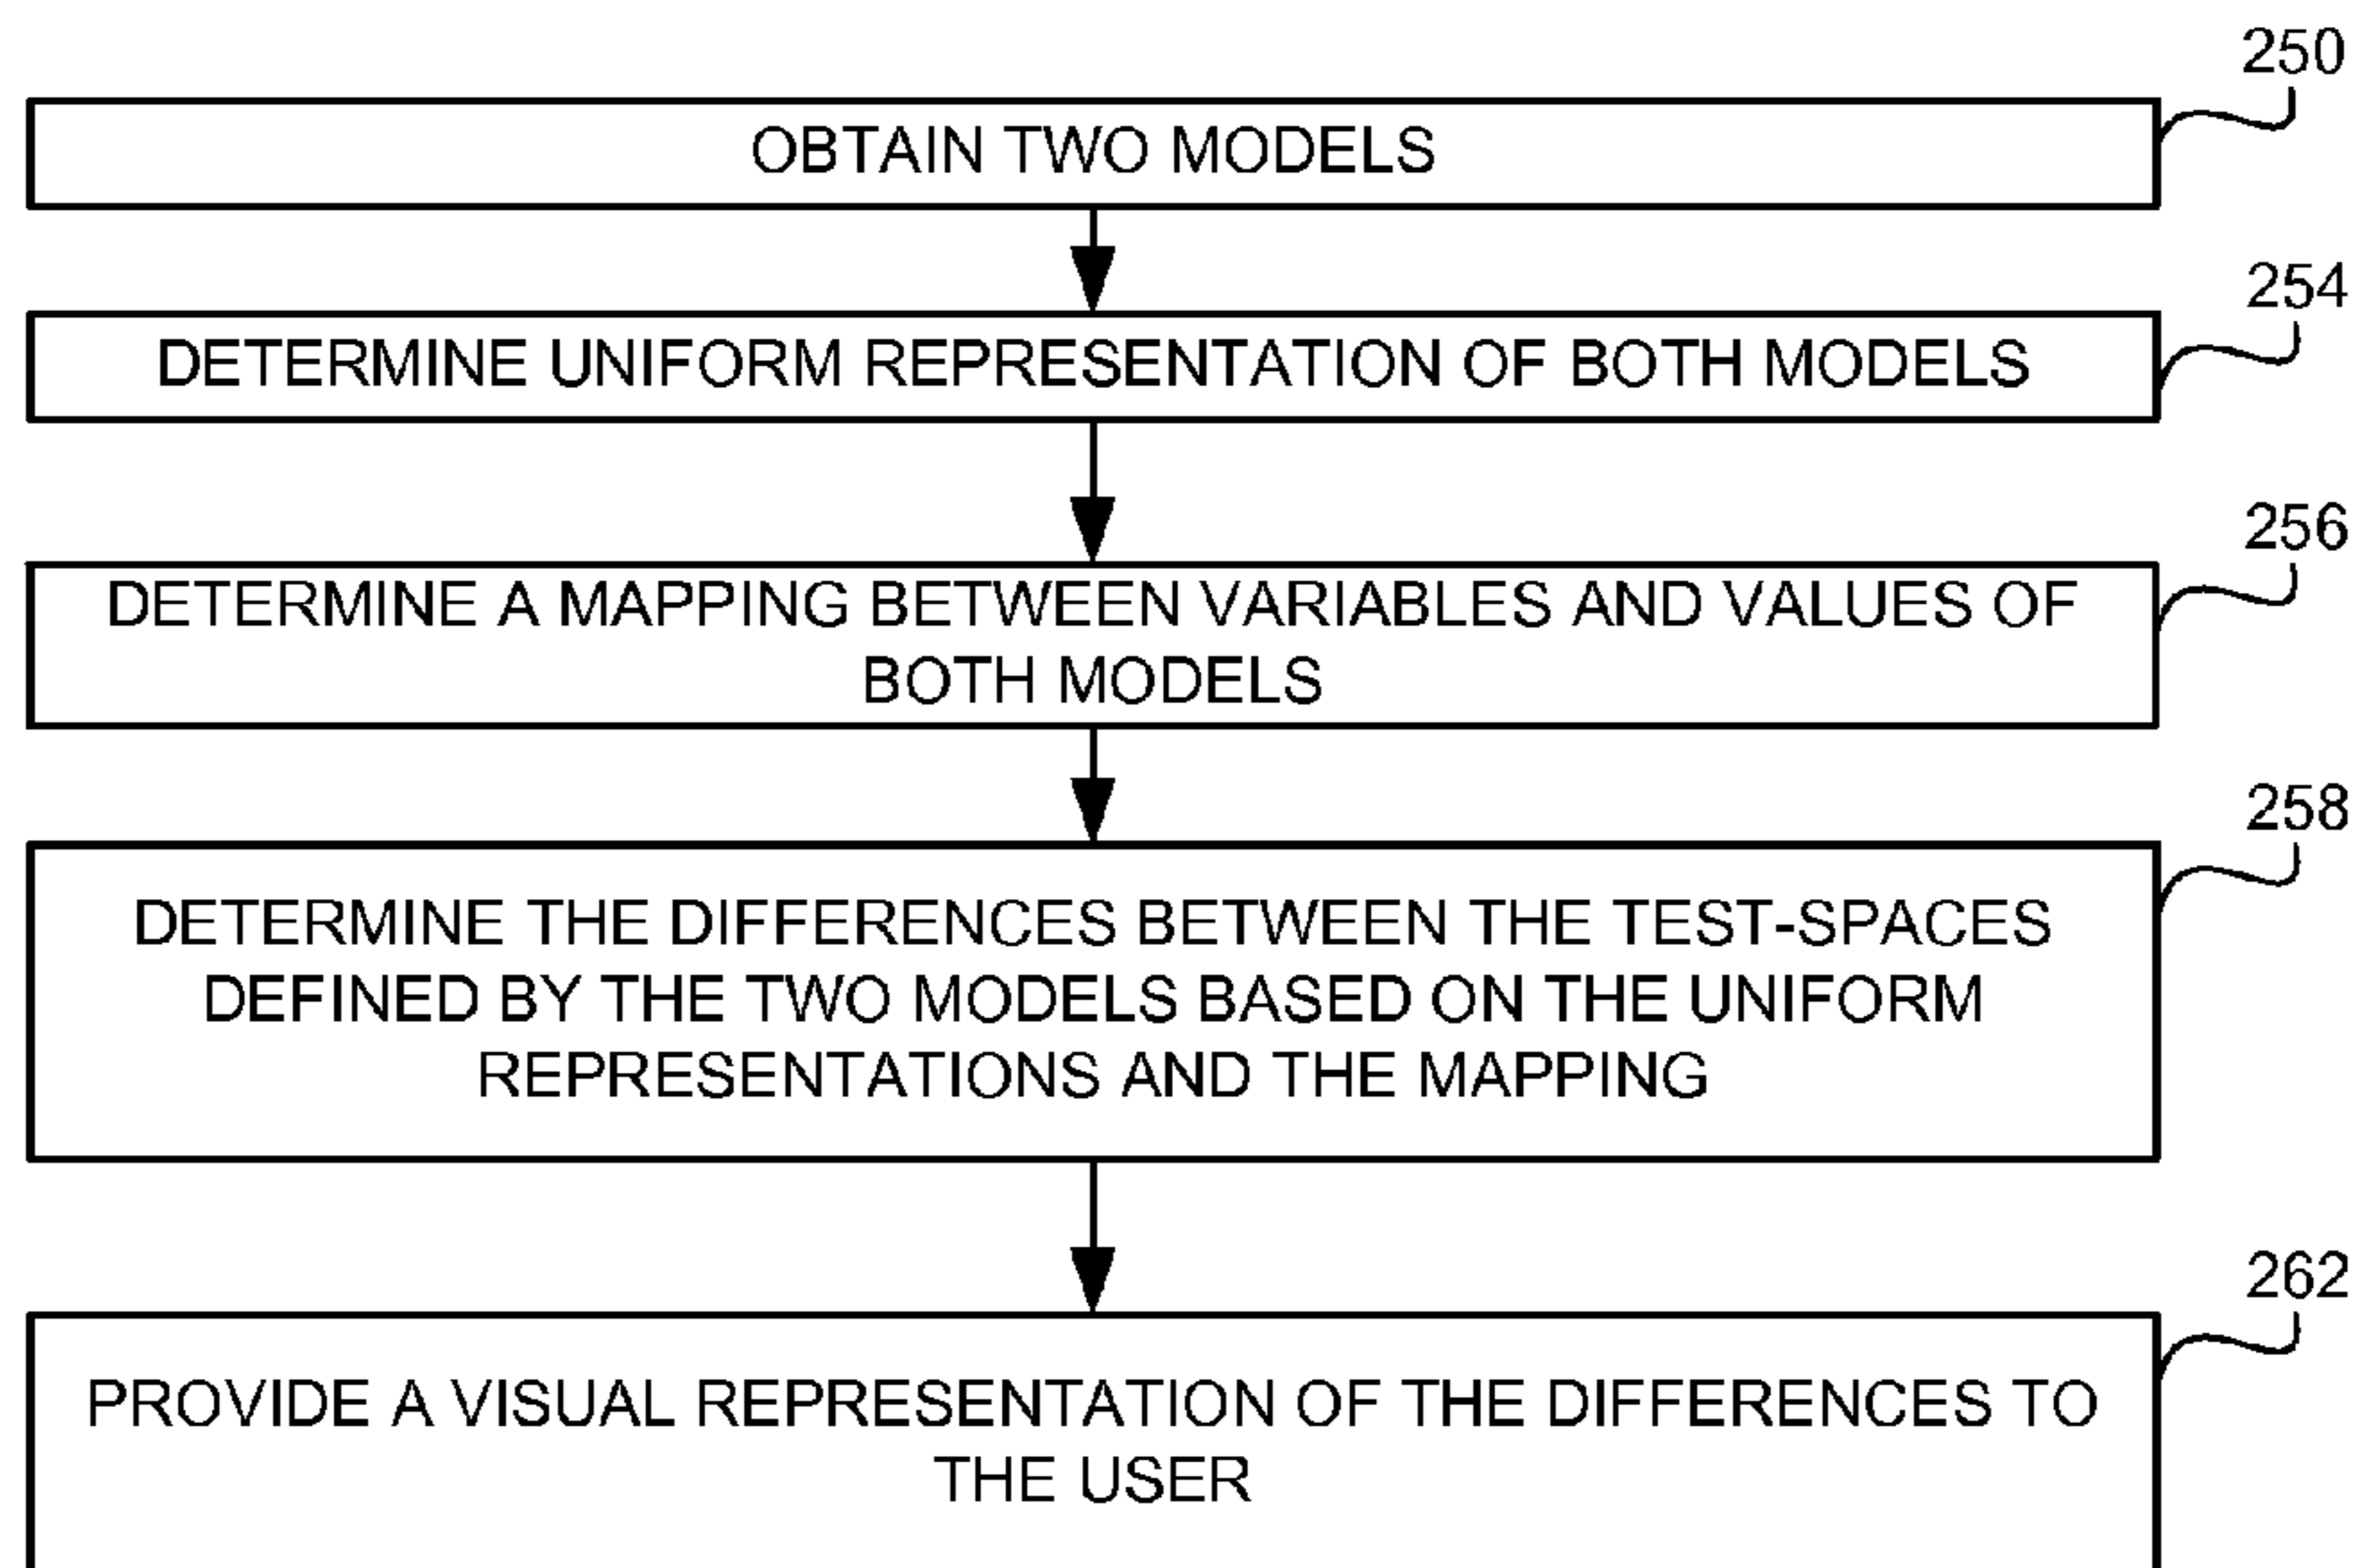 250
OBTAIN TWO MODELS
254
DETERMINE UNIFORM REPRESENTATION OF BOTH MODELS
256
DETERMINE A MAPPING BETWEEN VARIABLES AND VALUES OF
BOTH MODELS
258
DETERMINE THE DIFFERENCES BETWEEN THE TEST-SPACES
DEFINED BY THE TWO MODELS BASED ON THE UNIFORM
REPRESENTATIONS AND THE MAPPING
262
PROVIDE A VISUAL REPRESENTATION OF THE DIFFERENCES TO
THE USER